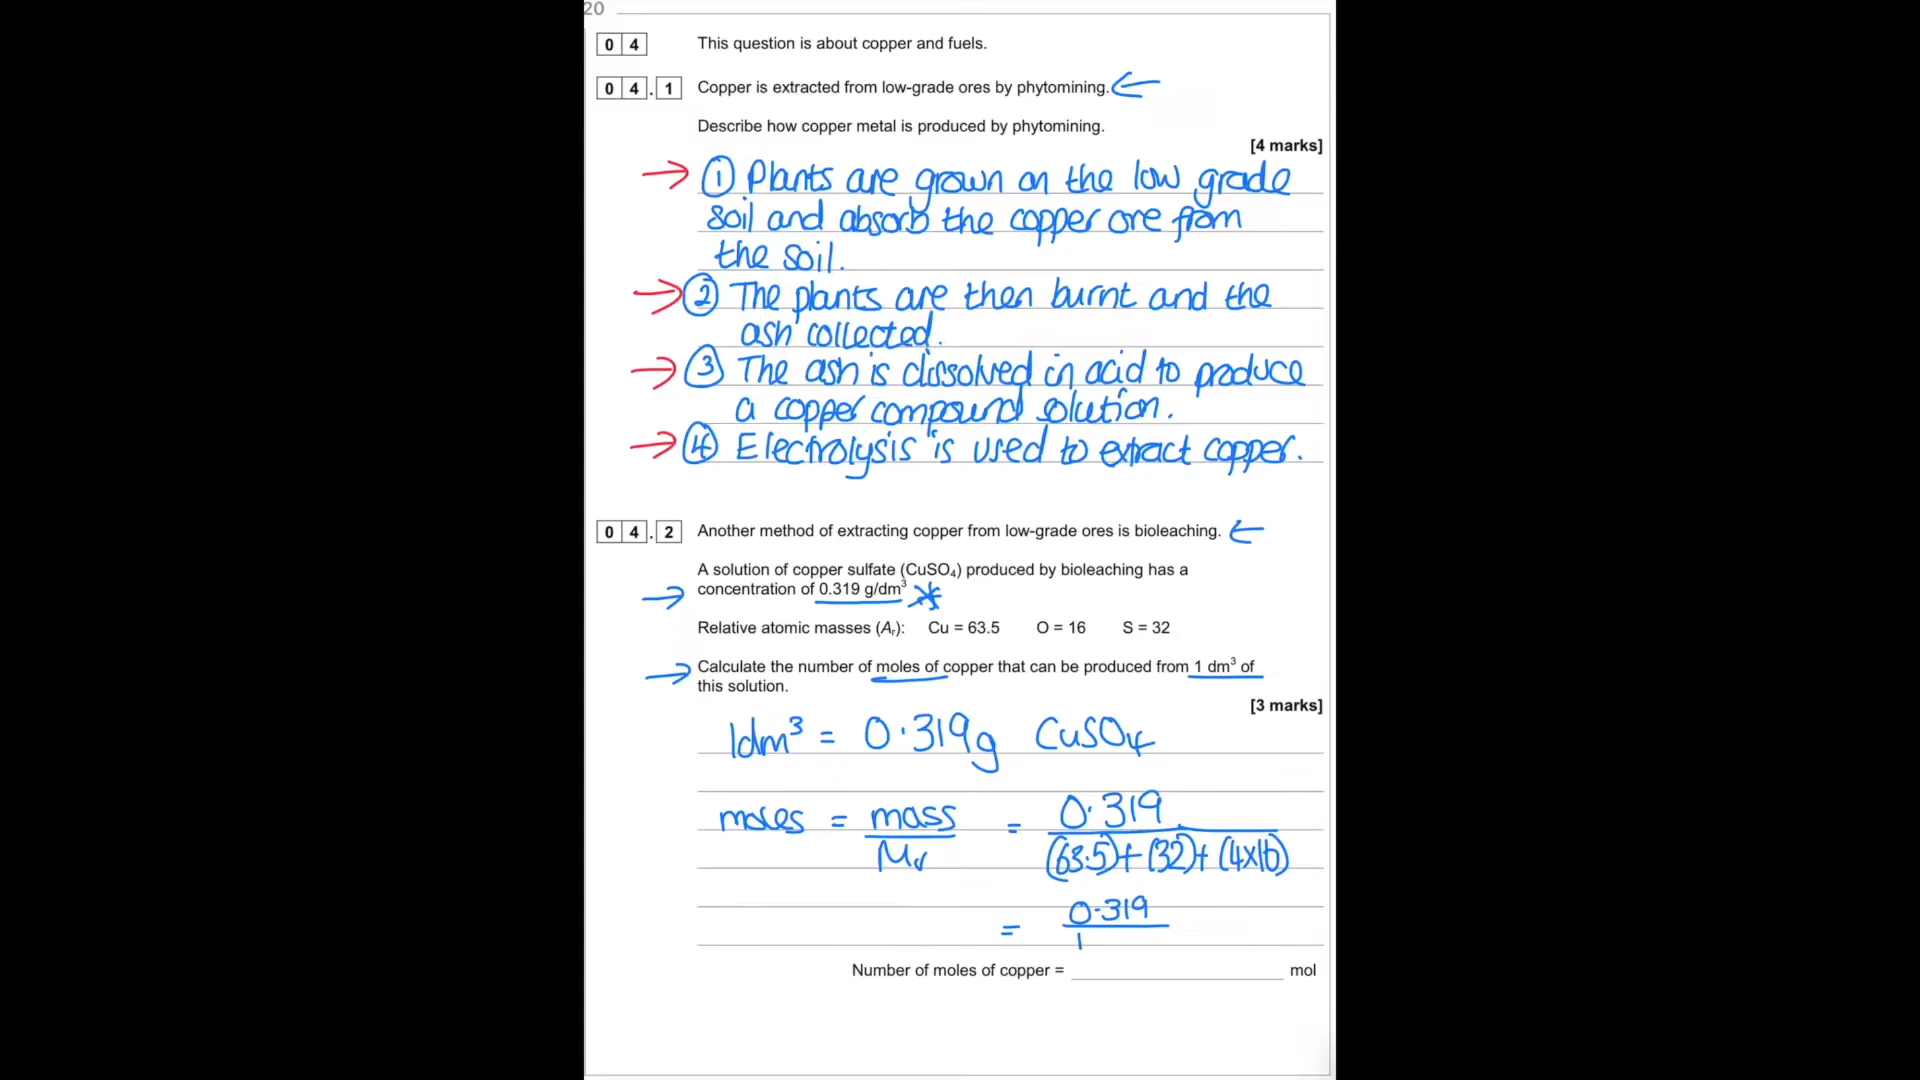 20
0 4 This question is about copper and fuels.
0 4 . 1 Copper is extracted from low-grade ores by phytomining.
Describe how copper metal is produced by phytomining.
[4 marks]
① Plants are grown on the low grade
soil and absorb the copper ore from
the soil.
② The plants are then burnt and the
ash collected.
③ The ash is dissolved in acid to produce
a copper compound solution.
④ Electrolysis is used to extract copper.
0 4 . 2 Another method of extracting copper from low-grade ores is bioleaching.
A solution of copper sulfate (CuSO₄) produced by bioleaching has a
concentration of 0.319 g/dm³ *
Relative atomic masses (Aᵣ): Cu = 63.5 O = 16 S = 32
Calculate the number of moles of copper that can be produced from 1 dm³ of
this solution.
[3 marks]
1dm³ = 0.319g CuSO₄
moles = mass / Mr = 0.319 / (63.5)+(32)+(4x16)
= 0.319 / 1
Number of moles of copper = mol